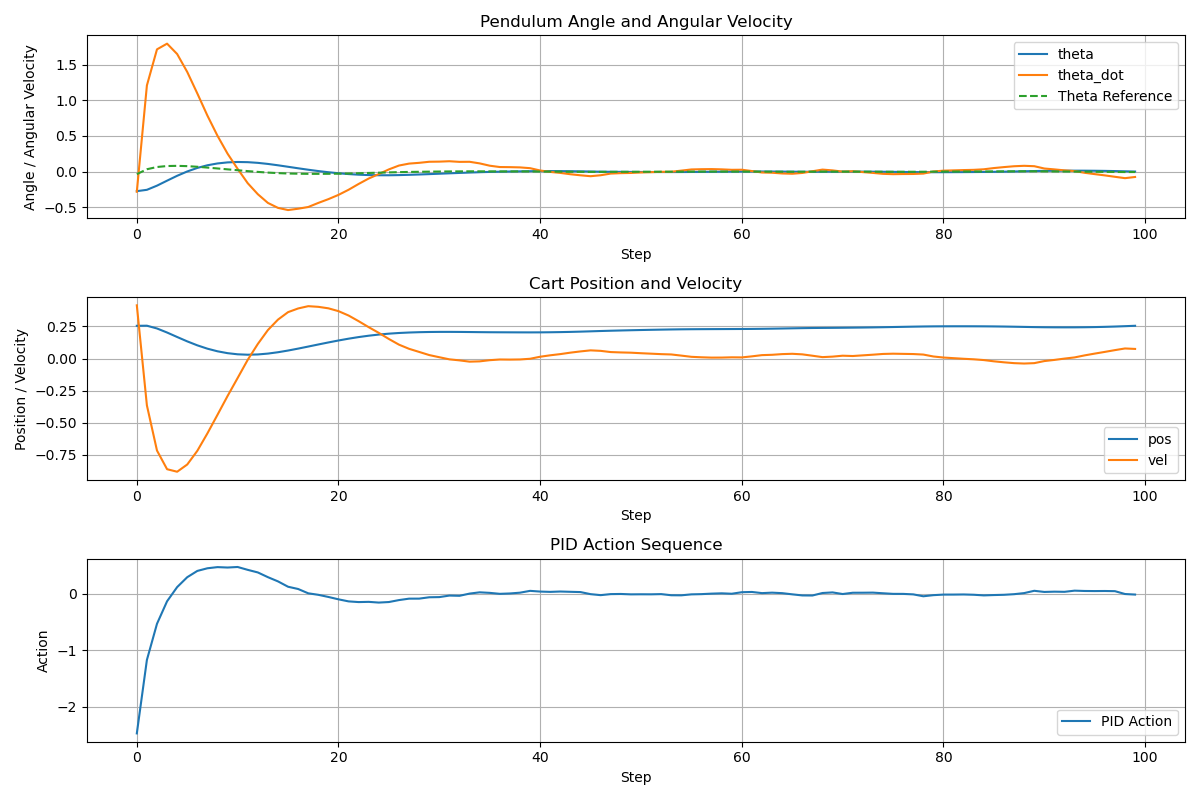 Pendulum Angle and Angular Velocity
Angle / Angular Velocity
1.5
1.0
0.5
0.0
−0.5
theta
theta_dot
Theta Reference
0 20 40 60 80 100
Step
Cart Position and Velocity
Position / Velocity
0.25
0.00
−0.25
−0.50
−0.75
pos
vel
0 20 40 60 80 100
Step
PID Action Sequence
Action
0
−1
−2
PID Action
0 20 40 60 80 100
Step